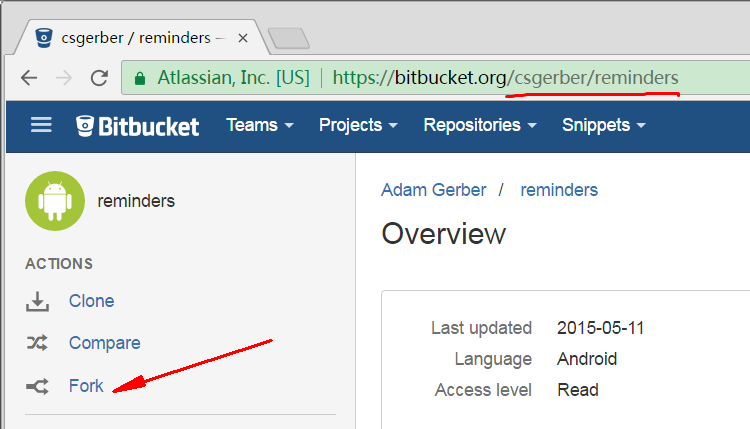 csgerber / reminders —
Atlassian, Inc. [US] | https://bitbucket.org/csgerber/reminders
Bitbucket Teams Projects Repositories Snippets
reminders
Adam Gerber / reminders
Overview
ACTIONS
Clone
Compare
Fork
Last updated 2015-05-11
Language Android
Access level Read